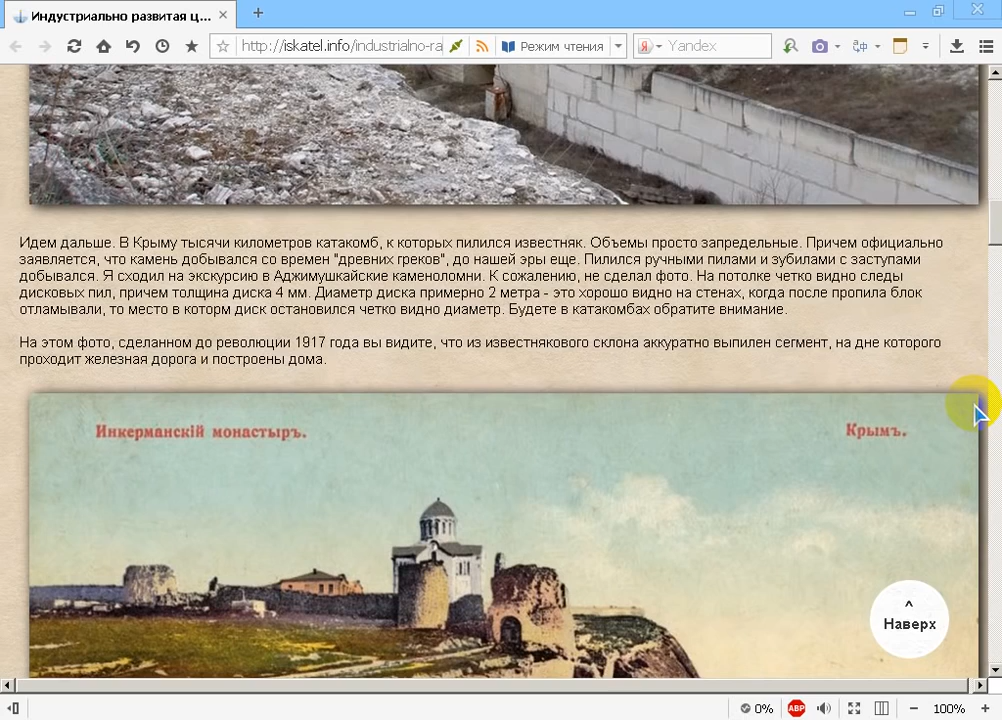 Индустриально развитая ц...
http://iskatel.info/industrialno-ra
Режим чтения
Yandex
Идем дальше. В Крыму тысячи километров катакомб, к которых пилился известняк. Объемы просто запредельные. Причем официально
заявляется, что камень добывался со времен "древних греков", до нашей эры еще. Пилился ручными пилами и зубилами с заступами
добывался. Я сходил на экскурсию в Аджимушкайские каменоломни. К сожалению, не сделал фото. На потолке четко видно следы
дисковых пил, причем толщина диска 4 мм. Диаметр диска примерно 2 метра - это хорошо видно на стенах, когда после пропила блок
отламывали, то место в которм диск остановился четко видно диаметр. Будете в катакомбах обратите внимание.
На этом фото, сделанном до революции 1917 года вы видите, что из известнякового склона аккуратно выпилен сегмент, на дне которого
проходит железная дорога и построены дома.
Инкерманскій монастырь.
Крымъ.
^
Наверх
0%
ABP
100%